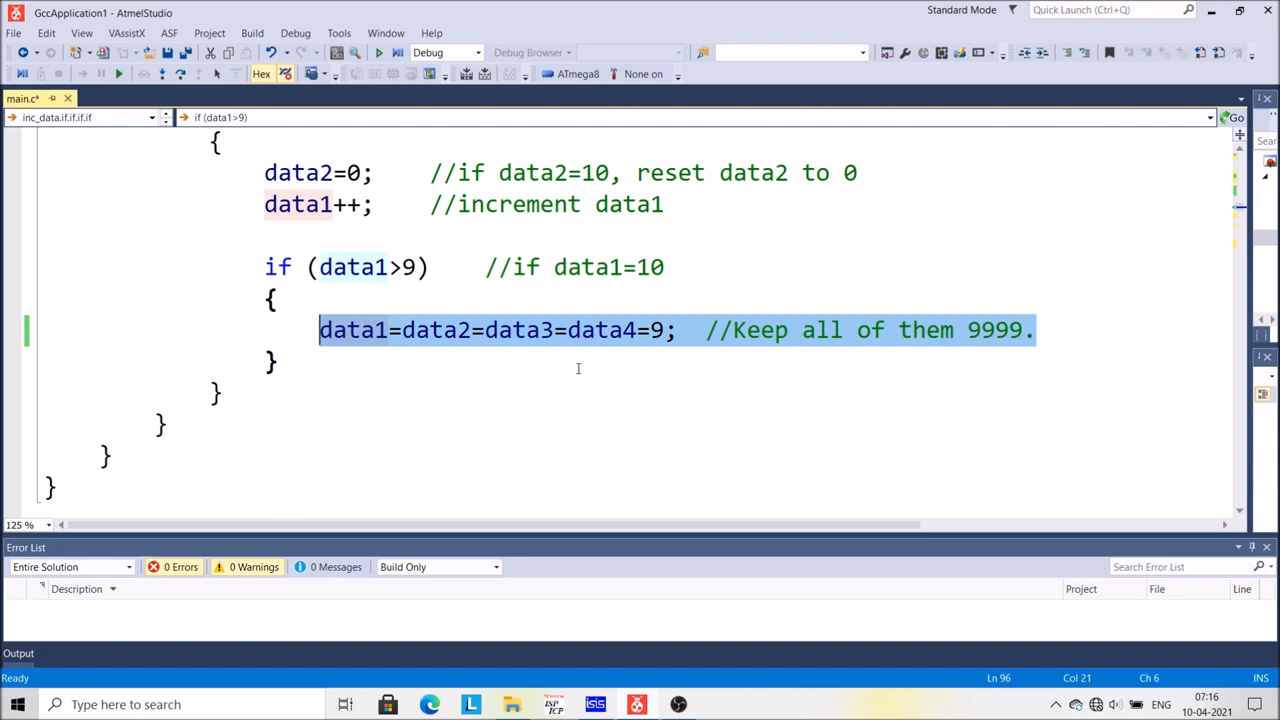 GccApplication1 - AtmelStudio
Standard Mode
Quick Launch (Ctrl+Q)
File Edit View VAssistX ASF Project Build Debug Tools Window Help
Debug Debug Browser
Hex ATmega8 None on
main.c*
inc_data.if.if.if.if if (data1>9) Go
{
data2=0; //if data2=10, reset data2 to 0
data1++; //increment data1
if (data1>9) //if data1=10
{
data1=data2=data3=data4=9; //Keep all of them 9999.
}
}
}
}
}
Sear
125 %
Error List
Entire Solution 0 Errors 0 Warnings 0 Messages Build Only Search Error List
Description Project File Line
Output
Ready Ln 96 Col 21 Ch 6 INS
Type here to search
L
ISP
ICP
isis
ENG
07:16
10-04-2021